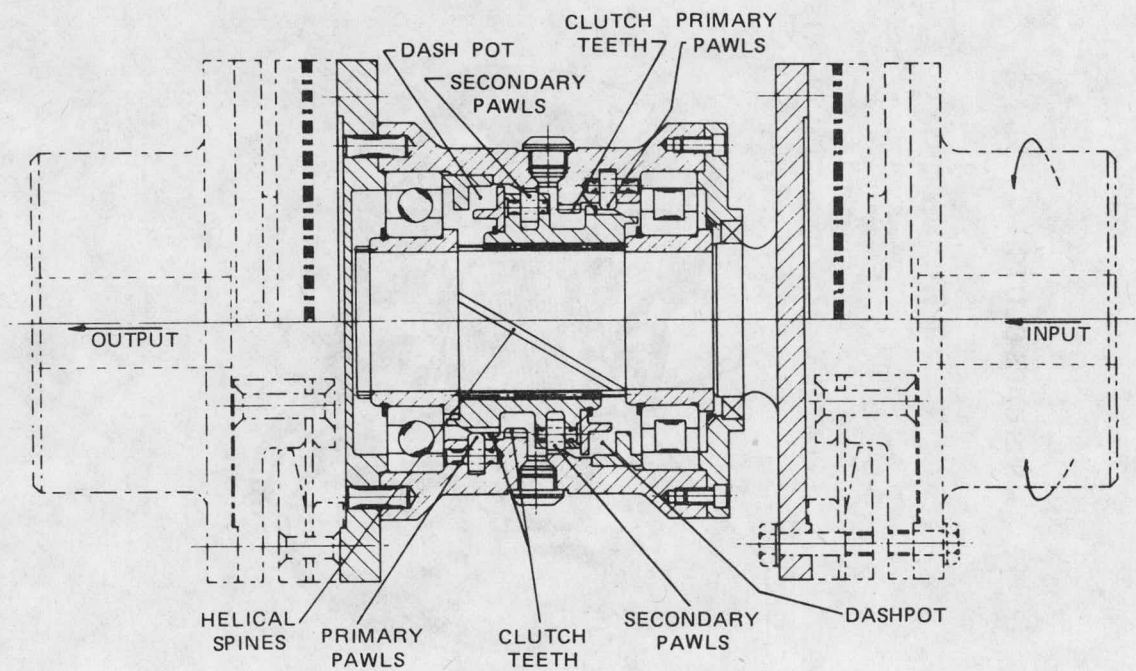 CLUTCH PRIMARY
TEETH PAWLS
DASH POT
SECONDARY
PAWLS
OUTPUT
INPUT
HELICAL
SPINES
PRIMARY
PAWLS
CLUTCH
TEETH
SECONDARY
PAWLS
DASHPOT